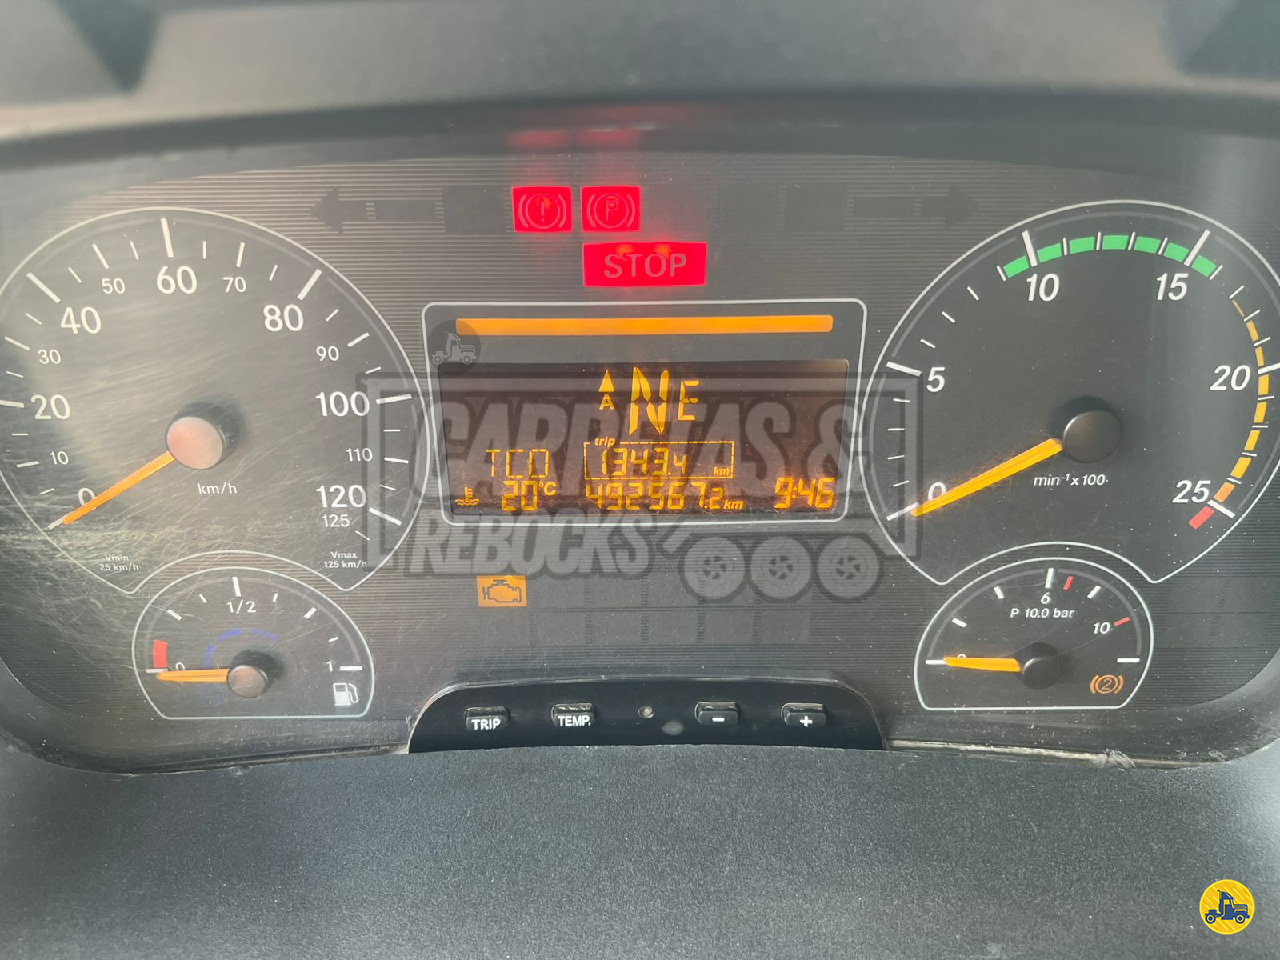 STOP
50 60 70
40 80
30 90
20 100
10 110
0 120
125
km/h
Vmin
25 km/h
Vmax
125 km/h
A N E
trip
TCO 1343.4 km
20°C 492567.2 km 9:46
CARRETAS &
REBOCKS
10 15
5 20
0 25
min⁻¹x100
0 1/2 1
6
P 10.0 bar
10
2
TRIP TEMP. - +